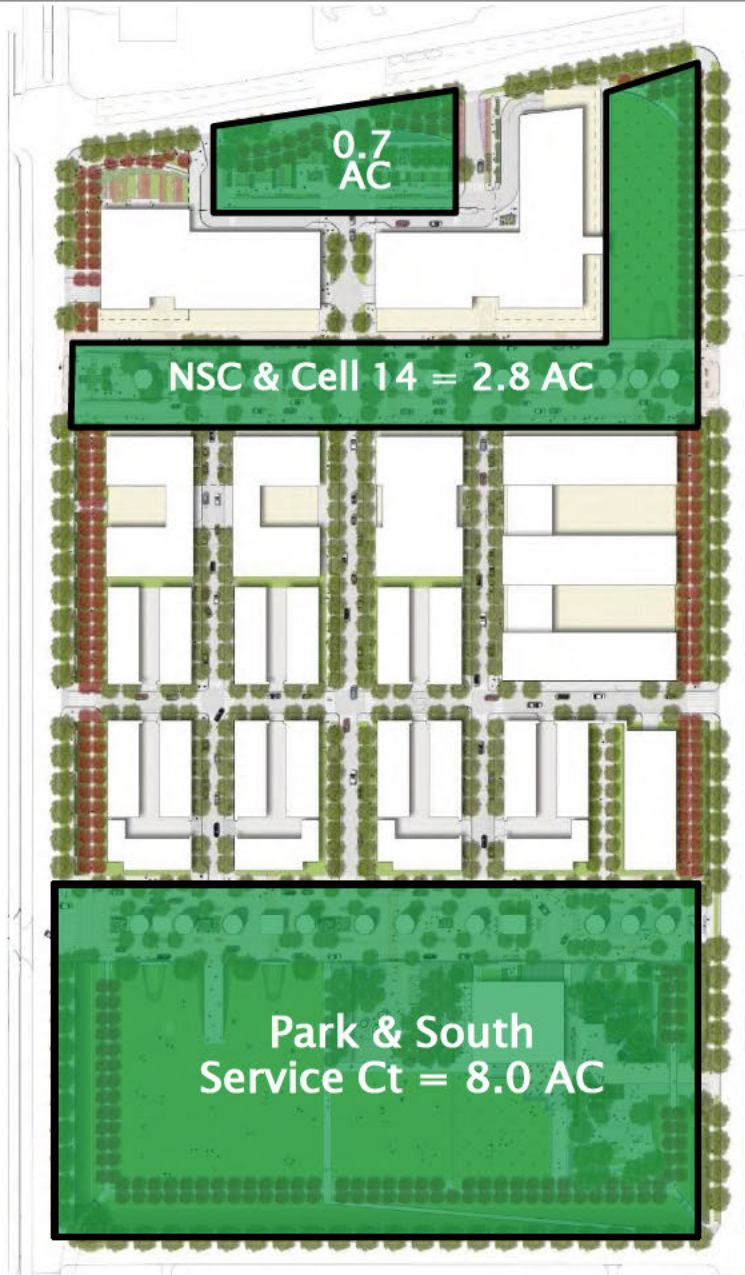 0.7
AC
NSC & Cell 14 = 2.8 AC
Park & South
Service Ct = 8.0 AC